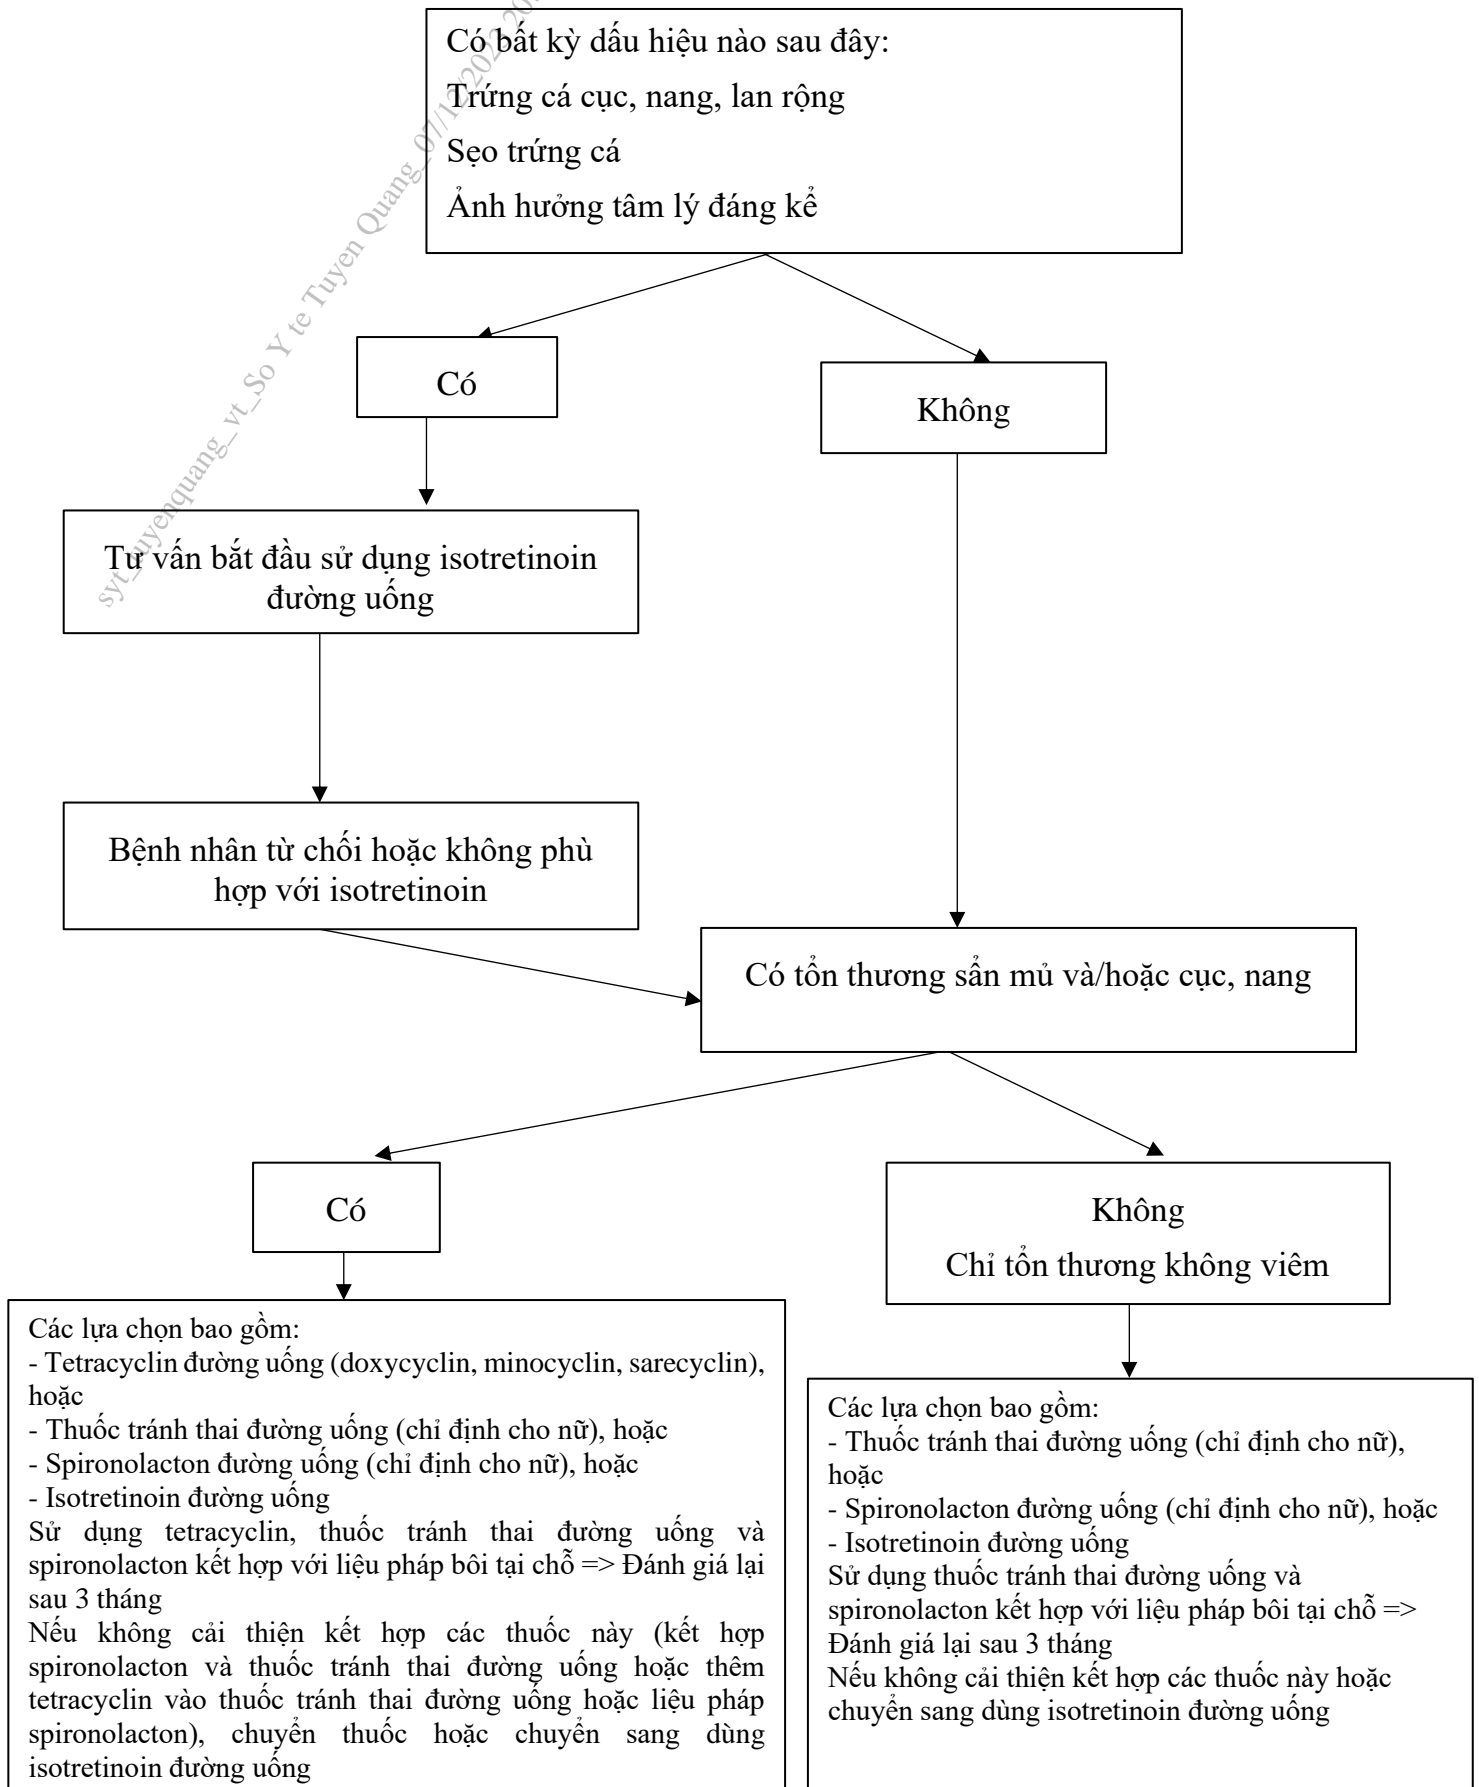 Có bất kỳ dấu hiệu nào sau đây:
Trứng cá cục, nang, lan rộng
Sẹo trứng cá
Ảnh hưởng tâm lý đáng kể
Có
Không
Tư vấn bắt đầu sử dụng isotretinoin
đường uống
Bệnh nhân từ chối hoặc không phù
hợp với isotretinoin
Có tổn thương sẩn mủ và/hoặc cục, nang
Có
Không
Chỉ tổn thương không viêm
Các lựa chọn bao gồm:
- Tetracyclin đường uống (doxycyclin, minocyclin, sarecyclin),
hoặc
- Thuốc tránh thai đường uống (chỉ định cho nữ), hoặc
- Spironolacton đường uống (chỉ định cho nữ), hoặc
- Isotretinoin đường uống
Sử dụng tetracyclin, thuốc tránh thai đường uống và
spironolacton kết hợp với liệu pháp bôi tại chỗ => Đánh giá lại
sau 3 tháng
Nếu không cải thiện kết hợp các thuốc này (kết hợp
spironolacton và thuốc tránh thai đường uống hoặc thêm
tetracyclin vào thuốc tránh thai đường uống hoặc liệu pháp
spironolacton), chuyển thuốc hoặc chuyển sang dùng
isotretinoin đường uống
Các lựa chọn bao gồm:
- Thuốc tránh thai đường uống (chỉ định cho nữ),
hoặc
- Spironolacton đường uống (chỉ định cho nữ), hoặc
- Isotretinoin đường uống
Sử dụng thuốc tránh thai đường uống và
spironolacton kết hợp với liệu pháp bôi tại chỗ =>
Đánh giá lại sau 3 tháng
Nếu không cải thiện kết hợp các thuốc này hoặc
chuyển sang dùng isotretinoin đường uống
syt_tuyenquang_vt_So Y te Tuyen Quang_07/12/2023